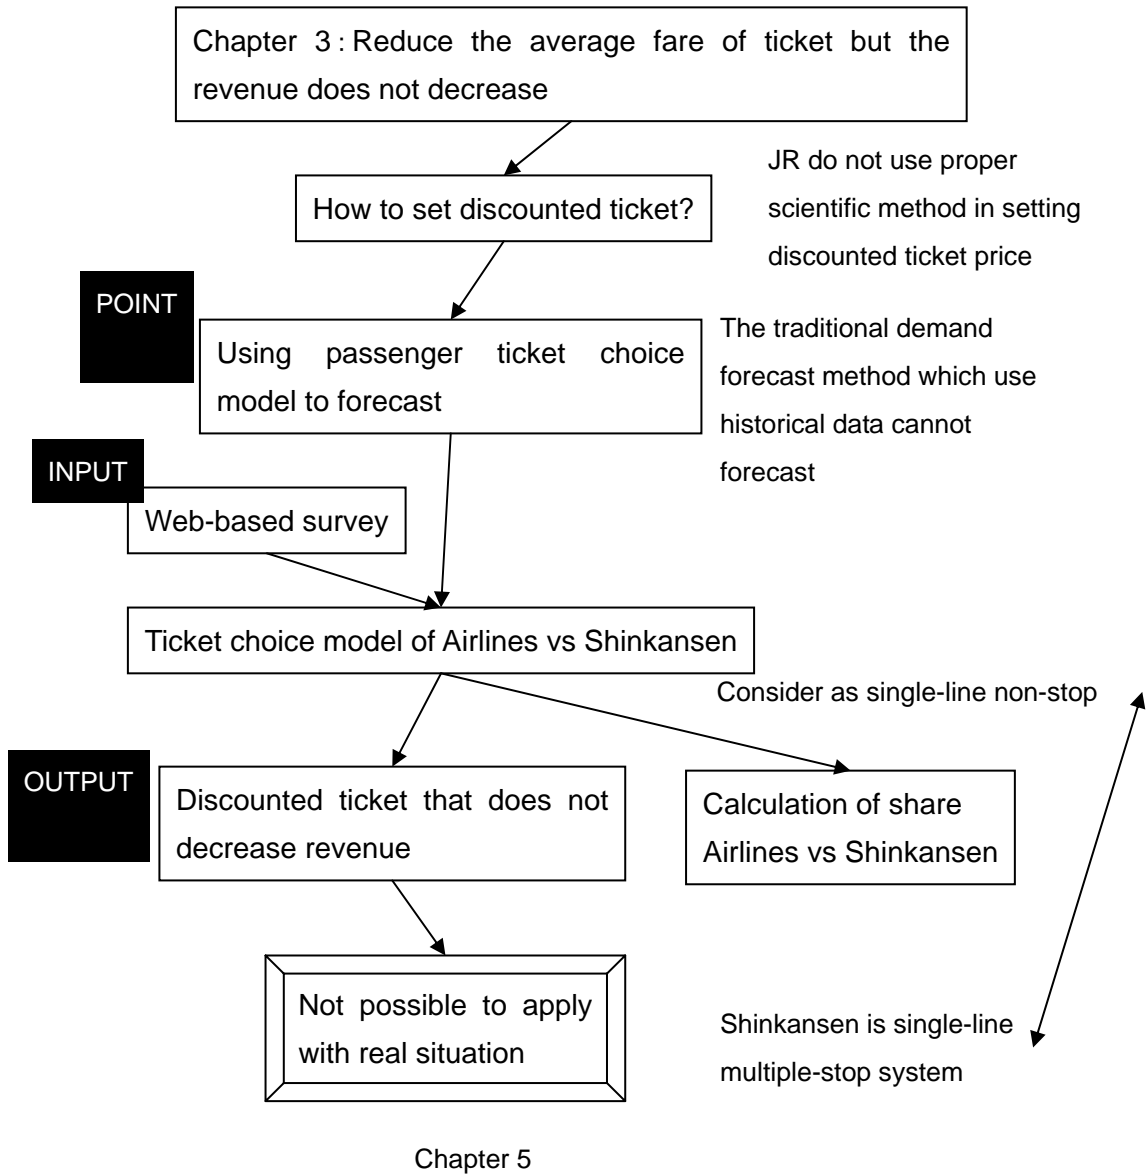 Chapter 3 : Reduce the average fare of ticket but the
revenue does not decrease
How to set discounted ticket?
JR do not use proper
scientific method in setting
discounted ticket price
POINT
Using passenger ticket choice
model to forecast
The traditional demand
forecast method which use
historical data cannot
forecast
INPUT
Web-based survey
Ticket choice model of Airlines vs Shinkansen
Consider as single-line non-stop
OUTPUT
Discounted ticket that does not
decrease revenue
Calculation of share
Airlines vs Shinkansen
Not possible to apply
with real situation
Shinkansen is single-line
multiple-stop system
Chapter 5